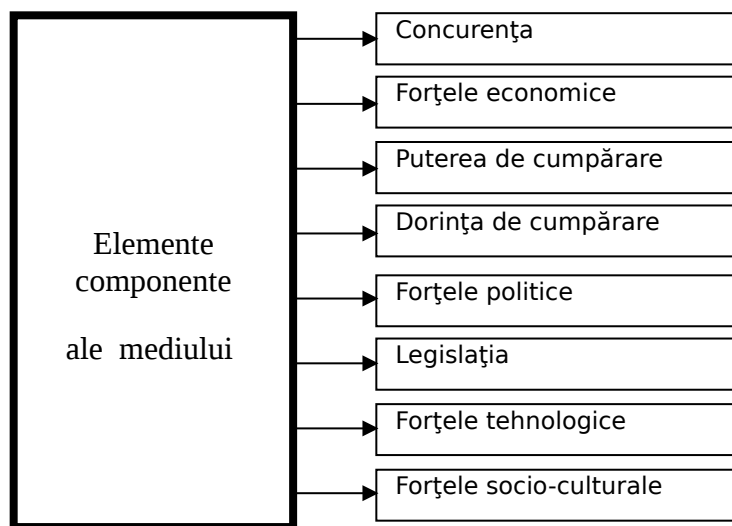 Elemente
componente
ale mediului
Concurenţa
Forţele economice
Puterea de cumpărare
Dorinţa de cumpărare
Forţele politice
Legislaţia
Forţele tehnologice
Forţele socio-culturale